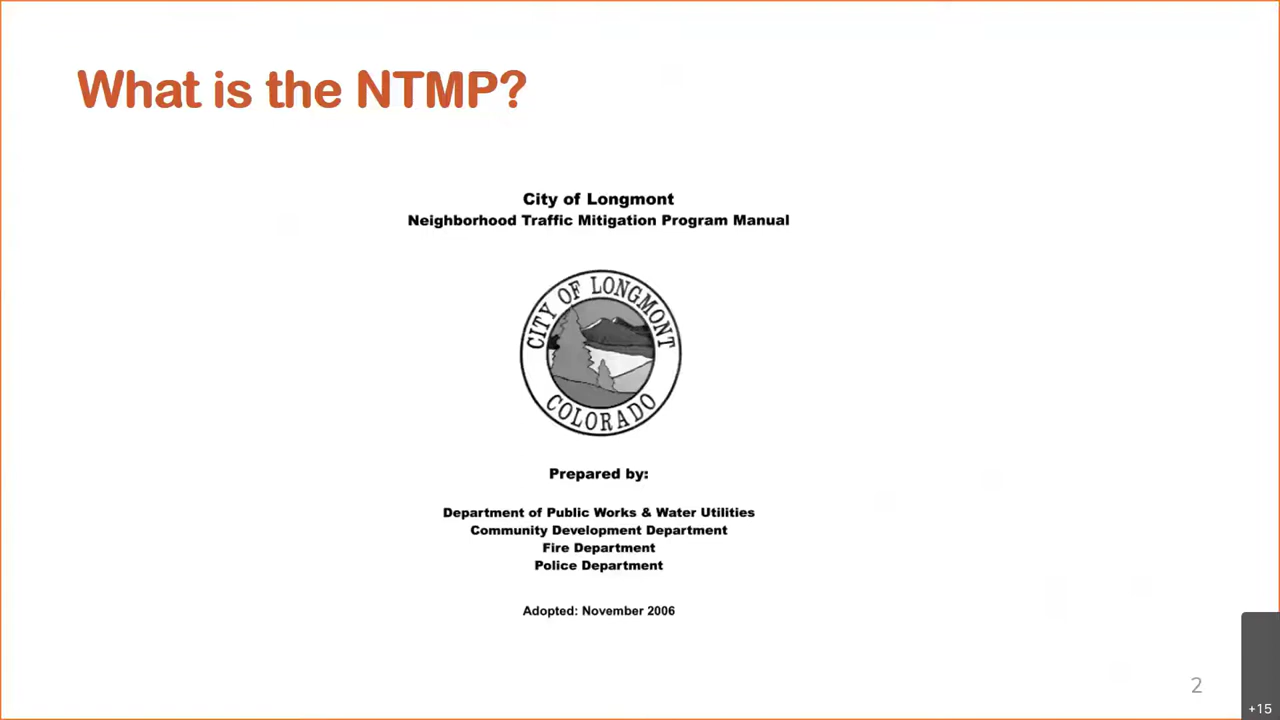 What is the NTMP?
City of Longmont
Neighborhood Traffic Mitigation Program Manual
CITY OF LONGMONT
COLORADO
Prepared by:
Department of Public Works & Water Utilities
Community Development Department
Fire Department
Police Department
Adopted: November 2006
2
+15